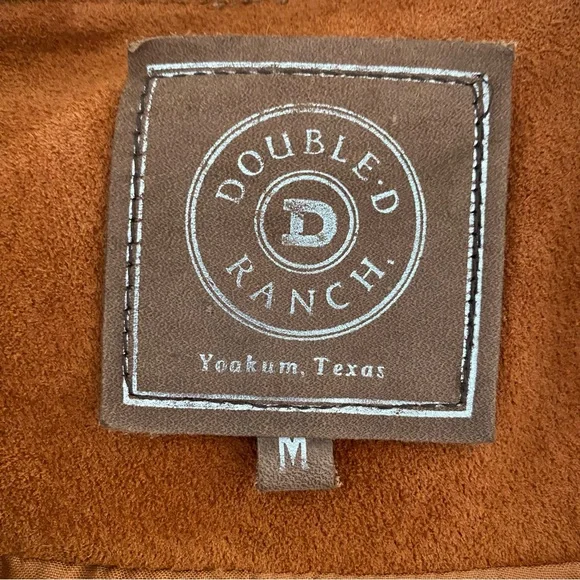 DOUBLE·D
D
RANCH.
Yoakum, Texas
M